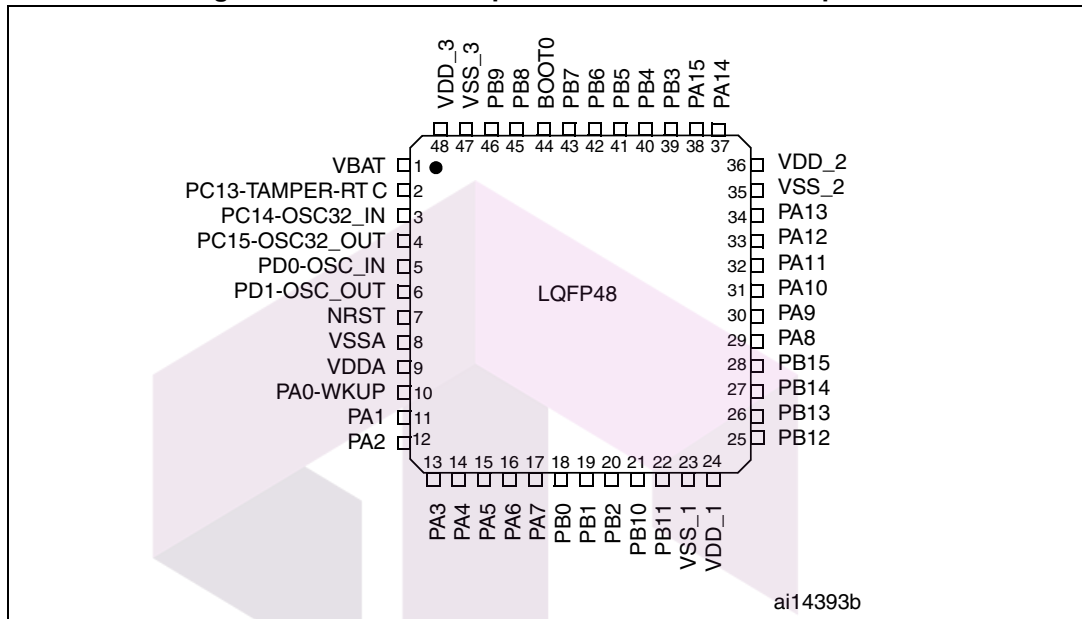 VDD_3
VSS_3
PB9
PB8
BOOT0
PB7
PB6
PB5
PB4
PB3
PA15
PA14
48 47 46 45 44 43 42 41 40 39 38 37
VBAT 1
PC13-TAMPER-RT C 2
PC14-OSC32_IN 3
PC15-OSC32_OUT 4
PD0-OSC_IN 5
PD1-OSC_OUT 6
NRST 7
VSSA 8
VDDA 9
PA0-WKUP 10
PA1 11
PA2 12
LQFP48
36 VDD_2
35 VSS_2
34 PA13
33 PA12
32 PA11
31 PA10
30 PA9
29 PA8
28 PB15
27 PB14
26 PB13
25 PB12
13 14 15 16 17 18 19 20 21 22 23 24
PA3
PA4
PA5
PA6
PA7
PB0
PB1
PB2
PB10
PB11
VSS_1
VDD_1
ai14393b